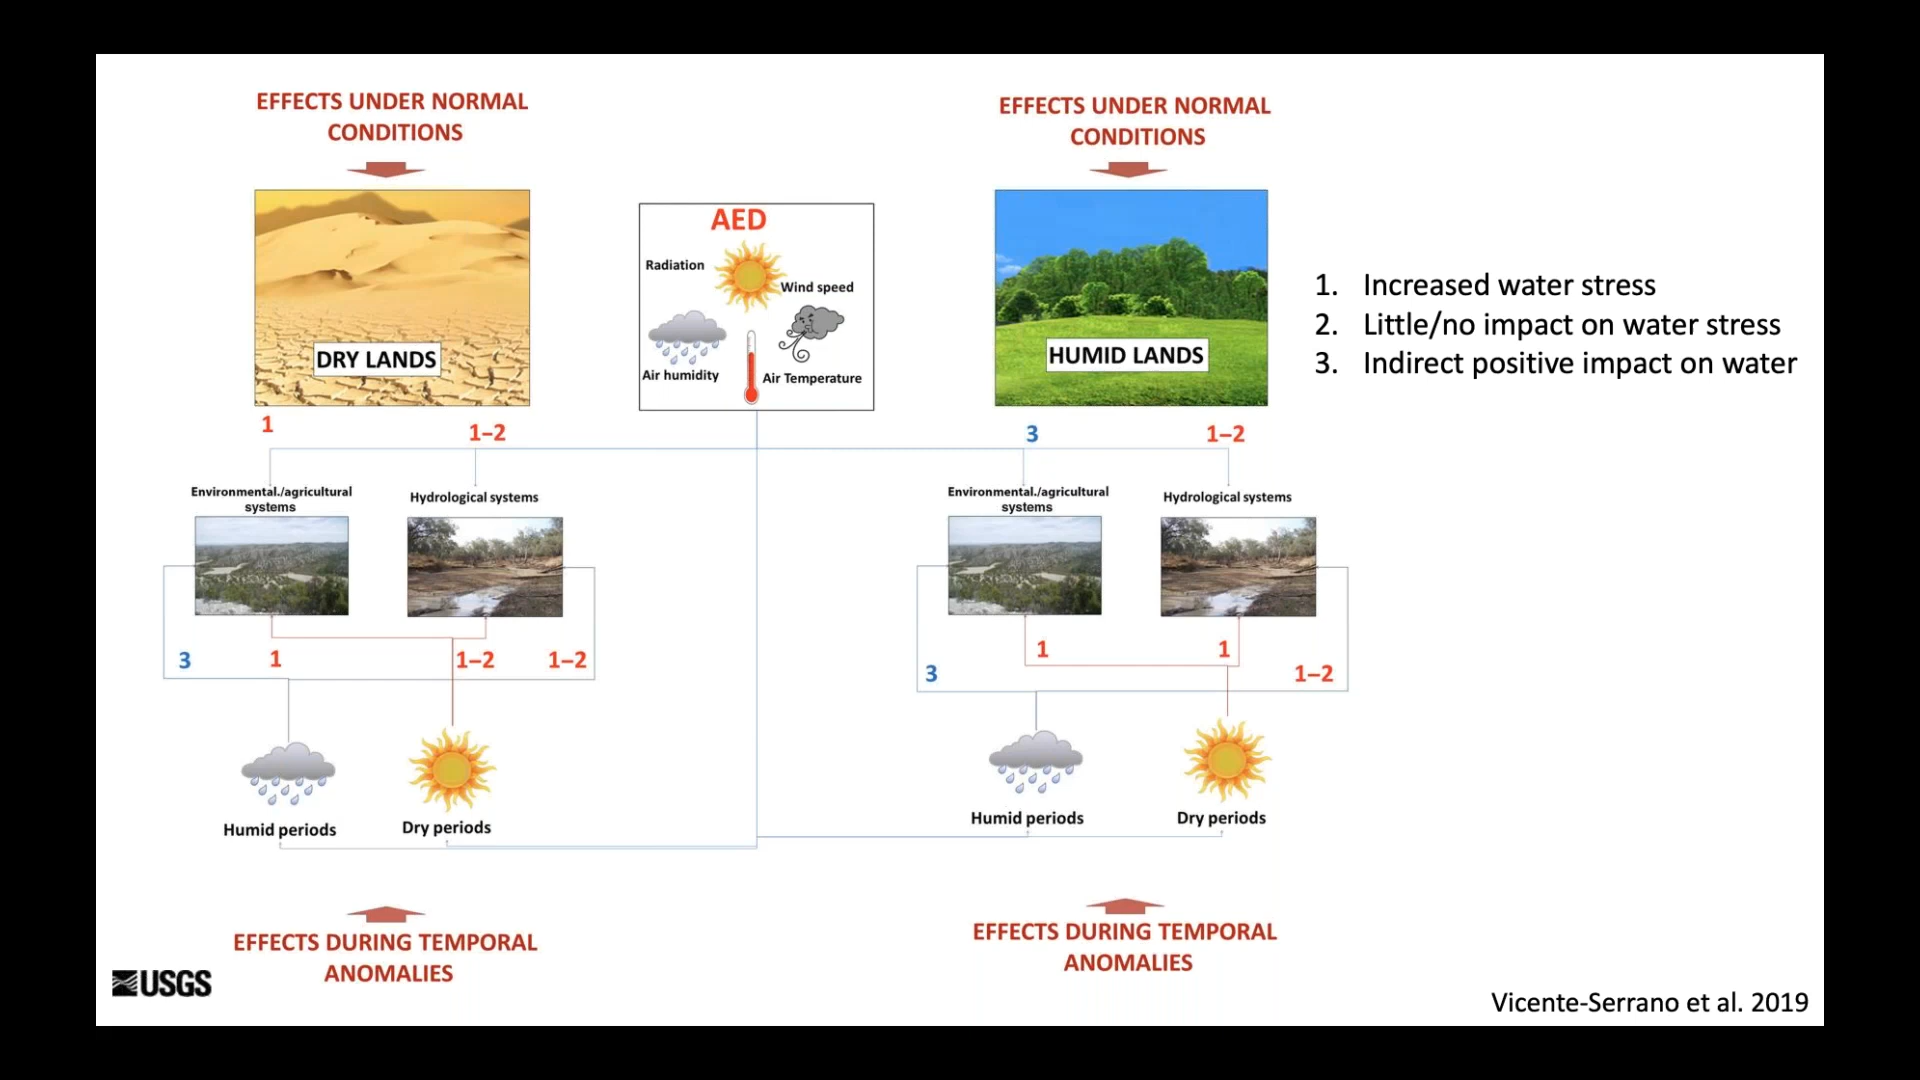 EFFECTS UNDER NORMAL
CONDITIONS
EFFECTS UNDER NORMAL
CONDITIONS
DRY LANDS
AED
Radiation
Wind speed
Air humidity
Air Temperature
HUMID LANDS
1. Increased water stress
2. Little/no impact on water stress
3. Indirect positive impact on water
1
1–2
3
1–2
Environmental./agricultural
systems
Hydrological systems
Environmental./agricultural
systems
Hydrological systems
3
1
1–2
1–2
3
1
1
1–2
Humid periods
Dry periods
Humid periods
Dry periods
EFFECTS DURING TEMPORAL
ANOMALIES
EFFECTS DURING TEMPORAL
ANOMALIES
USGS
Vicente-Serrano et al. 2019